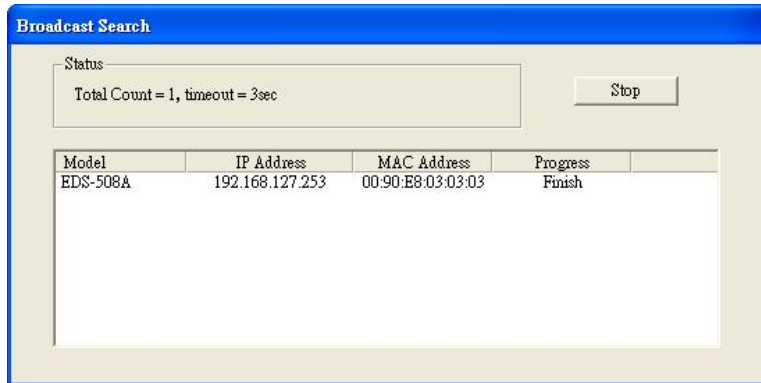 Broadcast Search
Status
Total Count = 1, timeout = 3sec
Stop
Model IP Address MAC Address Progress
EDS-508A 192.168.127.253 00:90:E8:03:03:03 Finish